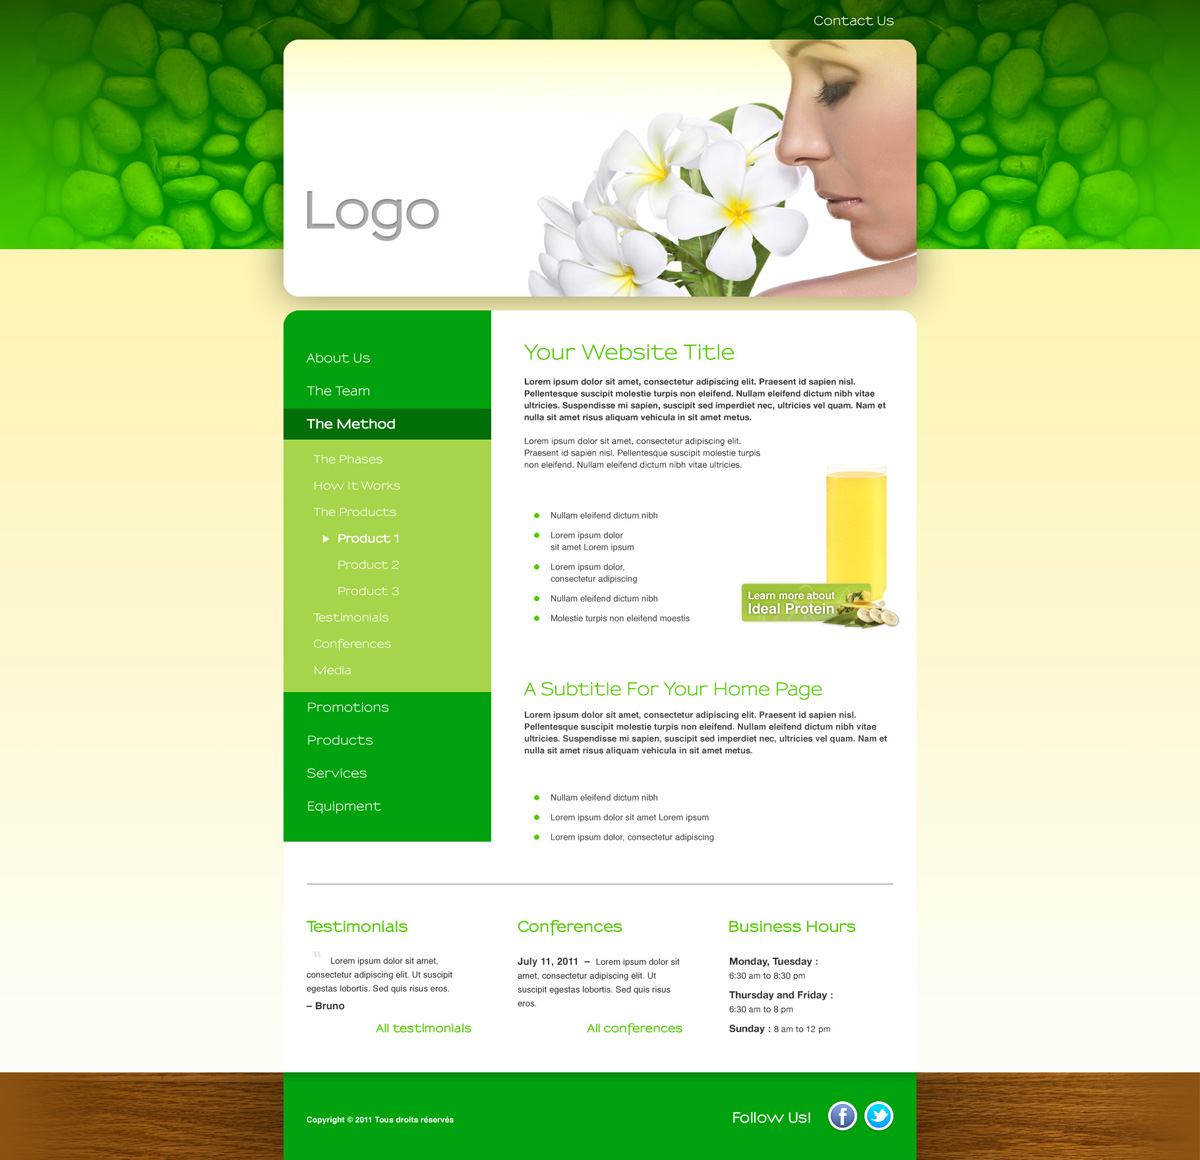 Contact Us
Logo
About Us
The Team
The Method
The Phases
How It Works
The Products
Product 1
Product 2
Product 3
Testimonials
Conferences
Media
Promotions
Products
Services
Equipment
Your Website Title
Lorem ipsum dolor sit amet, consectetur adipiscing elit. Praesent id sapien nisl.
Pellentesque suscipit molestie turpis non eleifend. Nullam eleifend dictum nibh vitae
ultricies. Suspendisse mi sapien, suscipit sed imperdiet nec, ultricies vel quam. Nam et
nulla sit amet risus aliquam vehicula in sit amet metus.
Lorem ipsum dolor sit amet, consectetur adipiscing elit.
Praesent id sapien nisl. Pellentesque suscipit molestie turpis
non eleifend. Nullam eleifend dictum nibh vitae ultricies.
Nullam eleifend dictum nibh
Lorem ipsum dolor
sit amet Lorem ipsum
Lorem ipsum dolor,
consectetur adipiscing
Nullam eleifend dictum nibh
Molestie turpis non eleifend moestis
Learn more about
Ideal Protein
A Subtitle For Your Home Page
Lorem ipsum dolor sit amet, consectetur adipiscing elit. Praesent id sapien nisl.
Pellentesque suscipit molestie turpis non eleifend. Nullam eleifend dictum nibh vitae
ultricies. Suspendisse mi sapien, suscipit sed imperdiet nec, ultricies vel quam. Nam et
nulla sit amet risus aliquam vehicula in sit amet metus.
Nullam eleifend dictum nibh
Lorem ipsum dolor sit amet Lorem ipsum
Lorem ipsum dolor, consectetur adipiscing
Testimonials
" Lorem ipsum dolor sit amet,
consectetur adipiscing elit. Ut suscipit
egestas lobortis. Sed quis risus eros.
– Bruno
All testimonials
Conferences
July 11, 2011 – Lorem ipsum dolor sit
amet, consectetur adipiscing elit. Ut
suscipit egestas lobortis. Sed quis risus
eros.
All conferences
Business Hours
Monday, Tuesday :
6:30 am to 8:30 pm
Thursday and Friday :
6:30 am to 8 pm
Sunday : 8 am to 12 pm
Copyright © 2011 Tous droits réservés
Follow Us!
f